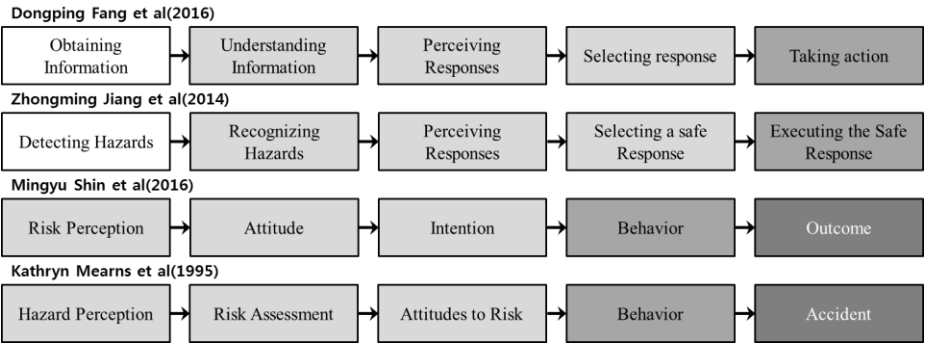 Dongping Fang et al(2016)
Obtaining
Information
Understanding
Information
Perceiving
Responses
Selecting response
Taking action
Zhongming Jiang et al(2014)
Detecting Hazards
Recognizing
Hazards
Perceiving
Responses
Selecting a safe
Response
Executing the Safe
Response
Mingyu Shin et al(2016)
Risk Perception
Attitude
Intention
Behavior
Outcome
Kathryn Mearns et al(1995)
Hazard Perception
Risk Assessment
Attitudes to Risk
Behavior
Accident